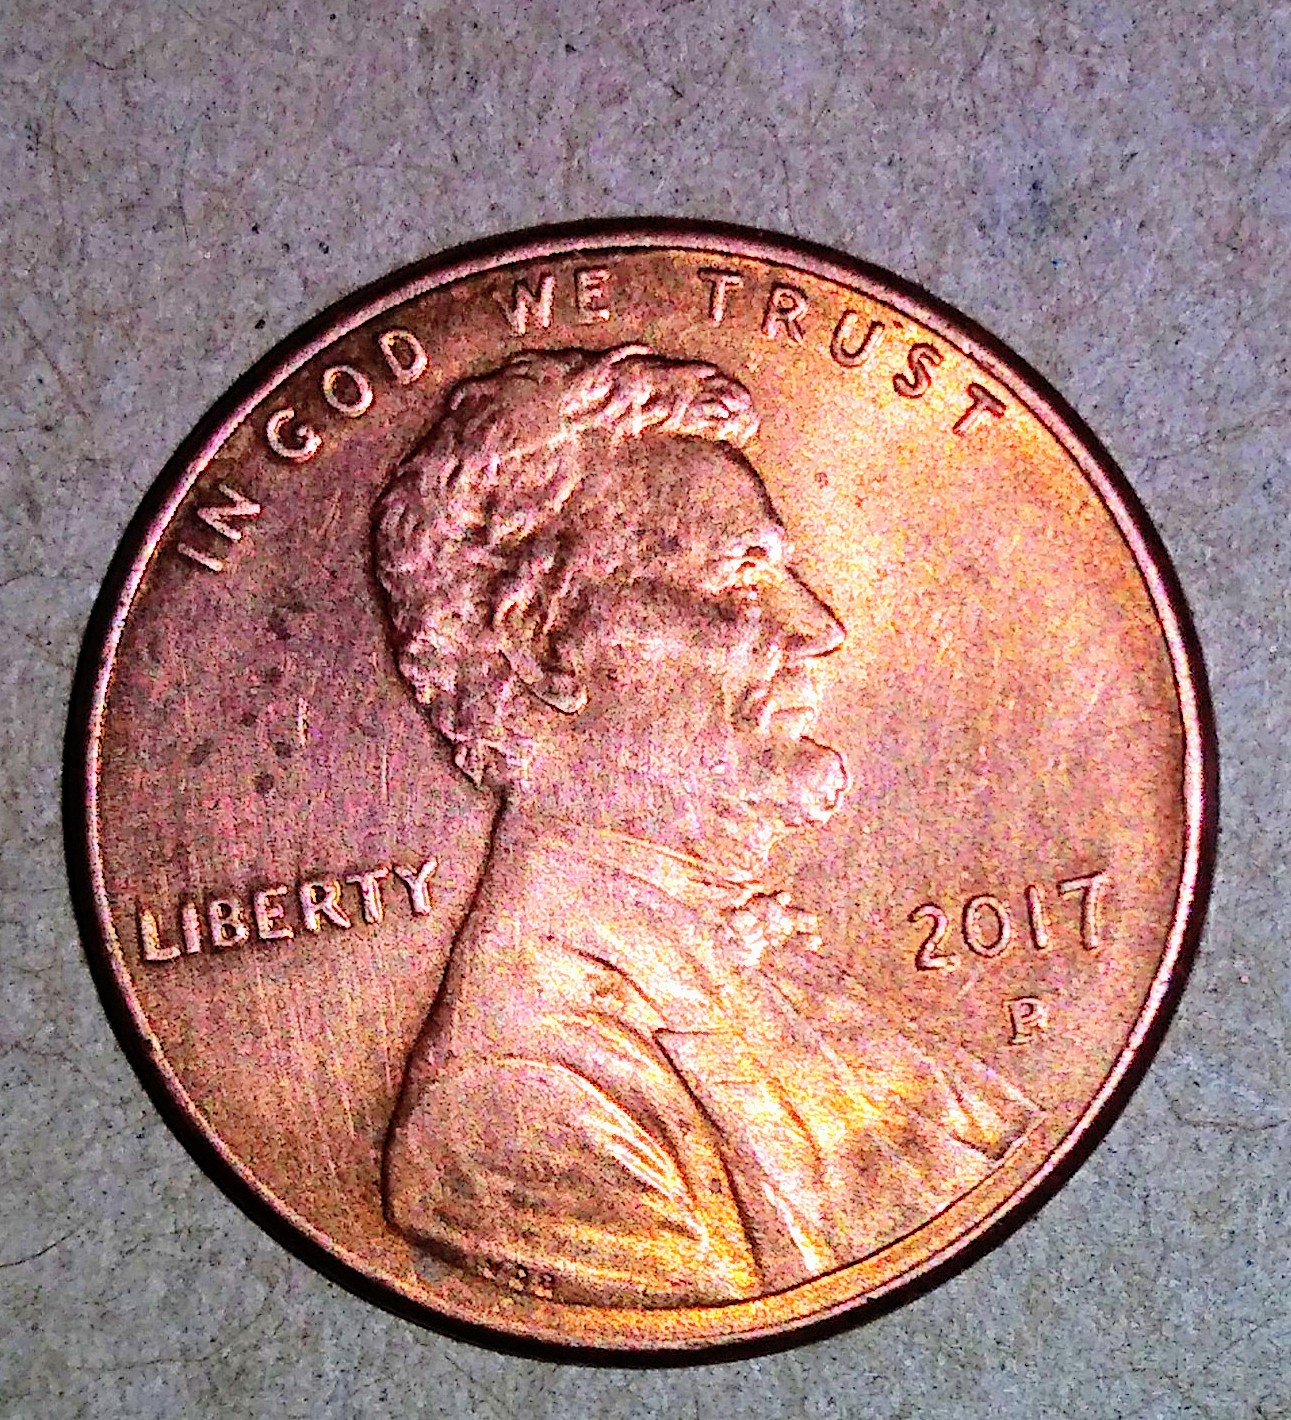 IN GOD WE TRUST
LIBERTY
2017
P